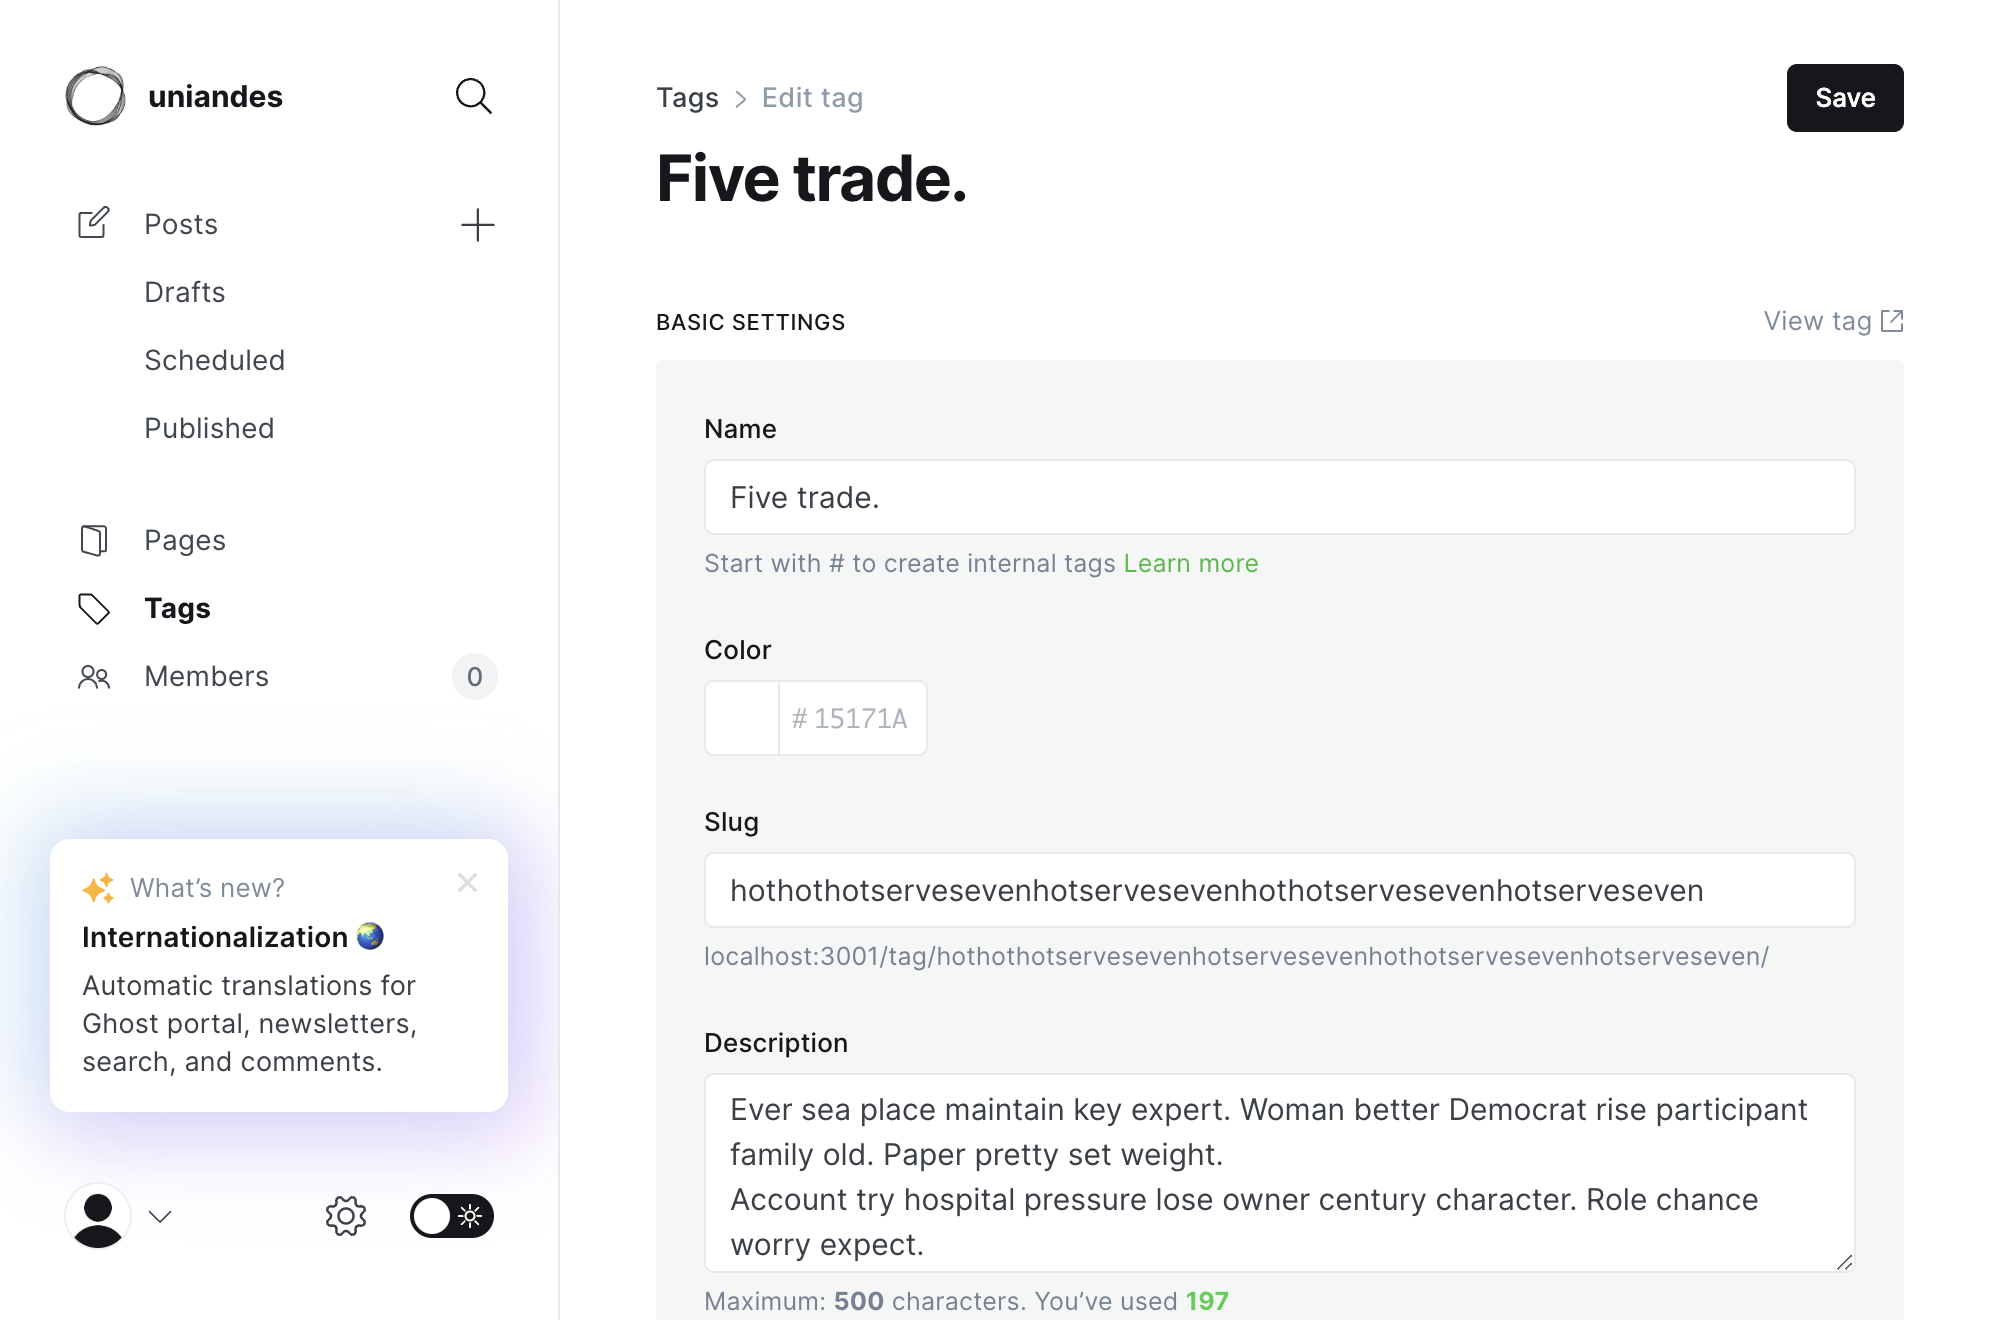 uniandes
Posts
Drafts
Scheduled
Published
Pages
Tags
Members
0
What's new?
Internationalization
Automatic translations for
Ghost portal, newsletters,
search, and comments.
Tags > Edit tag
Save
Five trade.
BASIC SETTINGS
View tag
Name
Five trade.
Start with # to create internal tags Learn more
Color
# 15171A
Slug
hothothotservesevenhotservesevenhothotservesevenhotserveseven
localhost:3001/tag/hothothotservesevenhotservesevenhothotservesevenhotserveseven/
Description
Ever sea place maintain key expert. Woman better Democrat rise participant
family old. Paper pretty set weight.
Account try hospital pressure lose owner century character. Role chance
worry expect.
Maximum: 500 characters. You've used 197